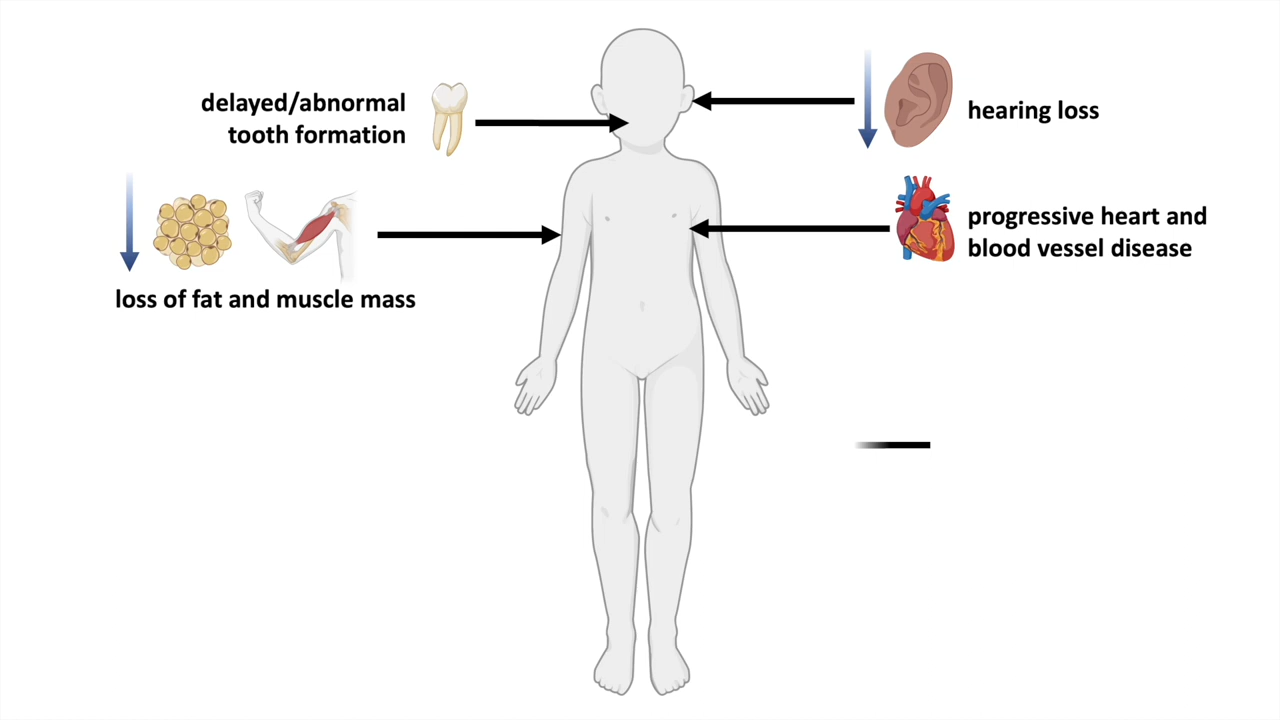 delayed/abnormal
tooth formation
hearing loss
loss of fat and muscle mass
progressive heart and
blood vessel disease